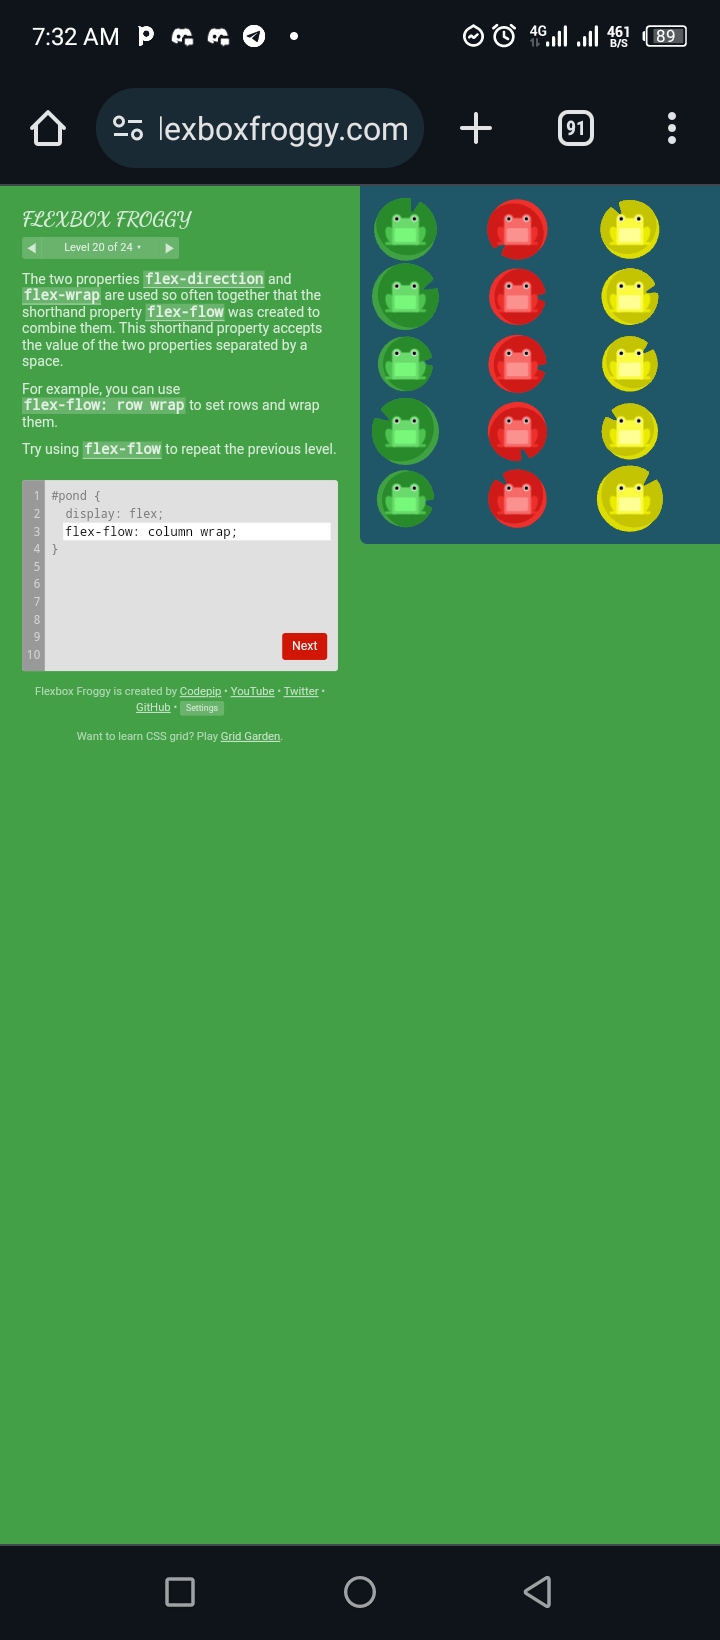 7:32 AM
4G
461
B/S
89
lexboxfroggy.com
91
FLEXBOX FROGGY
Level 20 of 24
The two properties flex-direction and
flex-wrap are used so often together that the
shorthand property flex-flow was created to
combine them. This shorthand property accepts
the value of the two properties separated by a
space.
For example, you can use
flex-flow: row wrap to set rows and wrap
them.
Try using flex-flow to repeat the previous level.
1 #pond {
2 display: flex;
3 flex-flow: column wrap;
4 }
5
6
7
8
9
10
Next
Flexbox Froggy is created by Codepip • YouTube • Twitter •
GitHub • Settings
Want to learn CSS grid? Play Grid Garden.